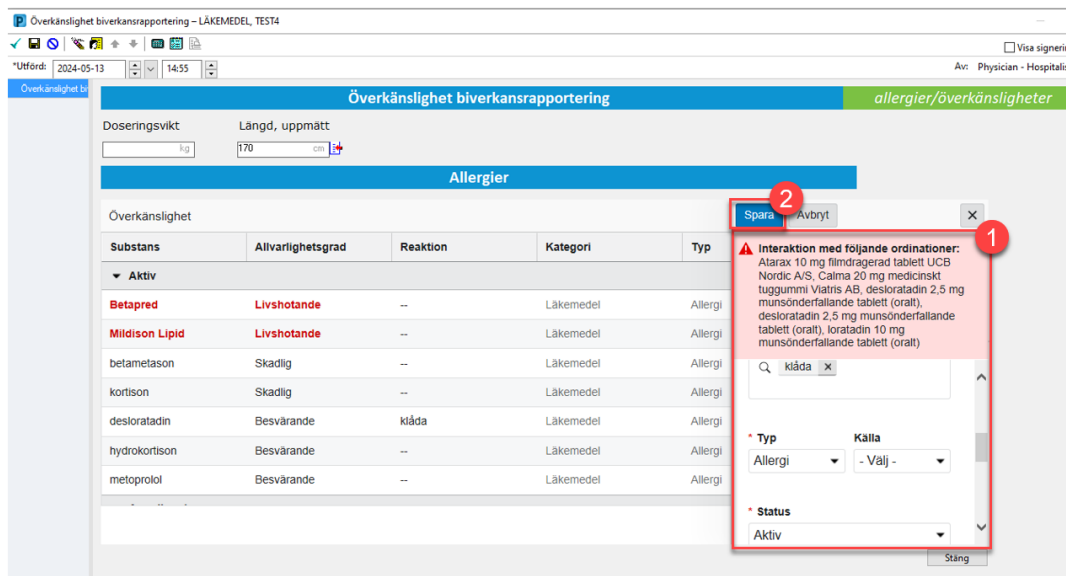 Överkänslighet biverkansrapportering – LÄKEMEDEL, TEST4
Visa signerin
*Utförd: 2024-05-13 14:55 Av: Physician - Hospitalis
Överkänslighet biv
Överkänslighet biverkansrapportering
allergier/överkänsligheter
Doseringsvikt Längd, uppmätt
kg 170 cm
Allergier
Överkänslighet
Substans Allvarlighetsgrad Reaktion Kategori Typ
Aktiv
Betapred Livshotande -- Läkemedel Allergi
Mildison Lipid Livshotande -- Läkemedel Allergi
betametason Skadlig -- Läkemedel Allergi
kortison Skadlig -- Läkemedel Allergi
desloratadin Besvärande klåda Läkemedel Allergi
hydrokortison Besvärande -- Läkemedel Allergi
metoprolol Besvärande -- Läkemedel Allergi
2
Spara Avbryt
1
Interaktion med följande ordinationer:
Atarax 10 mg filmdragerad tablett UCB
Nordic A/S, Calma 20 mg medicinskt
tuggummi Viatris AB, desloratadin 2,5 mg
munsönderfallande tablett (oralt),
desloratadin 2,5 mg munsönderfallande
tablett (oralt), loratadin 10 mg
munsönderfallande tablett (oralt)
klåda x
* Typ Källa
Allergi - Välj -
* Status
Aktiv
Stäng